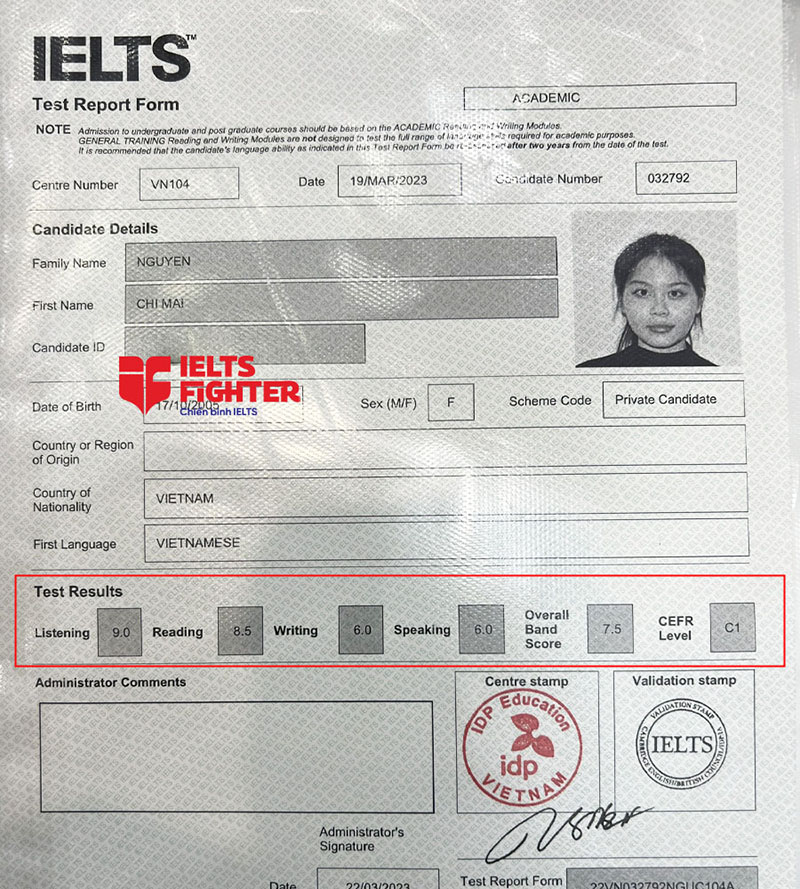 IELTS™
Test Report Form
ACADEMIC
NOTE Admission to undergraduate and post graduate courses should be based on the ACADEMIC Reading and Writing Modules.
GENERAL TRAINING Reading and Writing Modules are not designed to test the full range of language skills required for academic purposes.
It is recommended that the candidate's language ability as indicated in this Test Report Form be re-assessed after two years from the date of the test.
Centre Number VN104 Date 19/MAR/2023 Candidate Number 032792
Candidate Details
Family Name NGUYEN
First Name CHI MAI
Candidate ID
IELTS
FIGHTER
Chiến binh IELTS
Date of Birth 17/10/2005 Sex (M/F) F Scheme Code Private Candidate
Country or Region
of Origin
Country of
Nationality VIETNAM
First Language VIETNAMESE
Test Results
Listening 9.0 Reading 8.5 Writing 6.0 Speaking 6.0 Overall Band Score 7.5 CEFR Level C1
Administrator Comments
Centre stamp
Validation stamp
IDP Education
idp
VIETNAM
VALIDATION STAMP
IELTS
Administrator's
Signature
Date 22/03/2023
Test Report Form 22VN032792NGUC104A